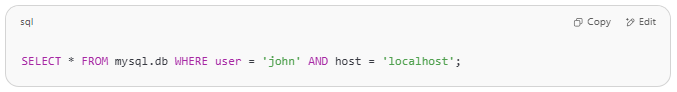 sql Copy Edit
SELECT * FROM mysql.db WHERE user = 'john' AND host = 'localhost';